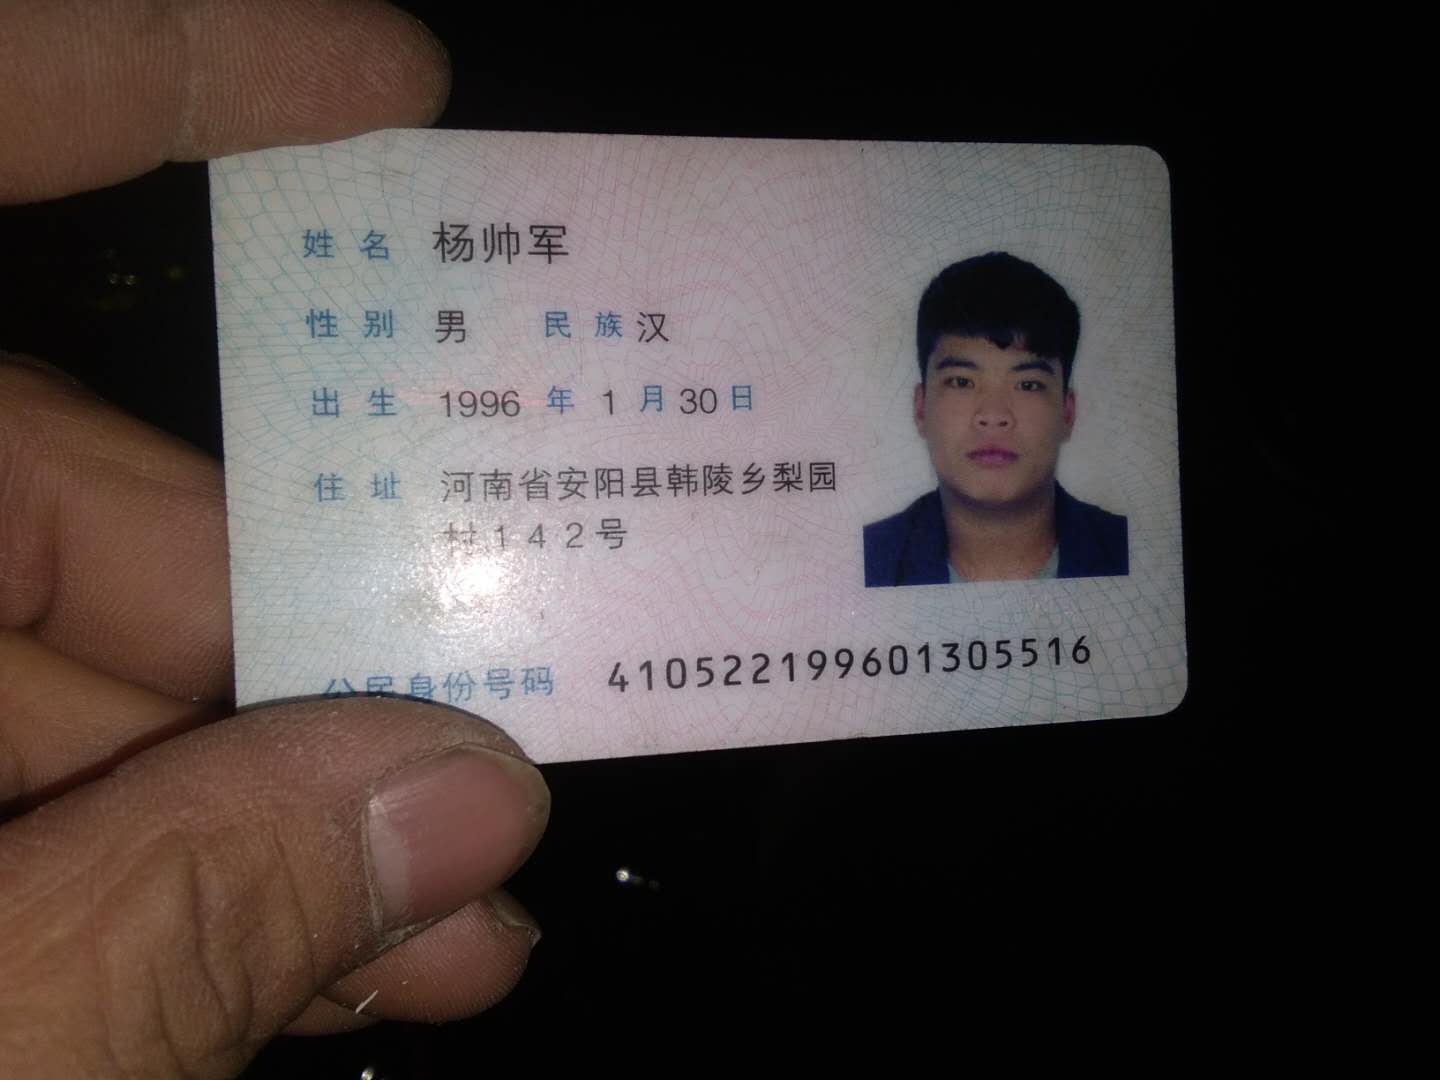 姓名 杨帅军
性别 男 民族 汉
出生 1996 年 1 月 30 日
住址 河南省安阳县韩陵乡梨园
村142号
公民身份号码 410522199601305516